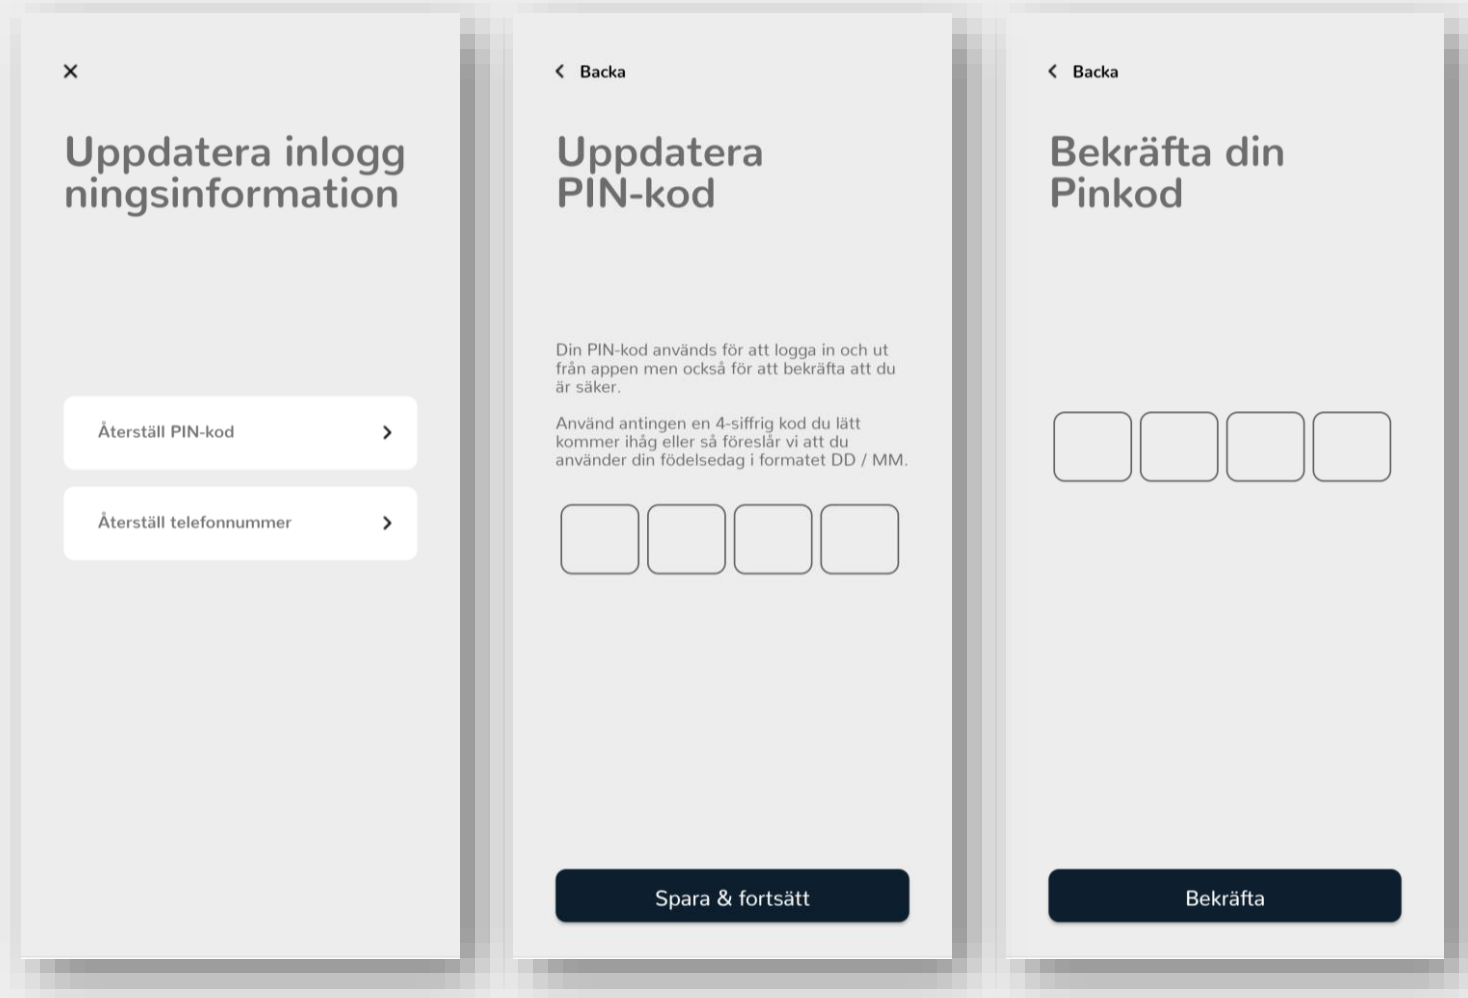 Uppdatera inlogg
ningsinformation
Återställ PIN-kod
Återställ telefonnummer
Backa
Uppdatera
PIN-kod
Din PIN-kod används för att logga in och ut
från appen men också för att bekräfta att du
är säker.
Använd antingen en 4-siffrig kod du lätt
kommer ihåg eller så föreslår vi att du
använder din födelsedag i formatet DD / MM.
Spara & fortsätt
Backa
Bekräfta din
Pinkod
Bekräfta